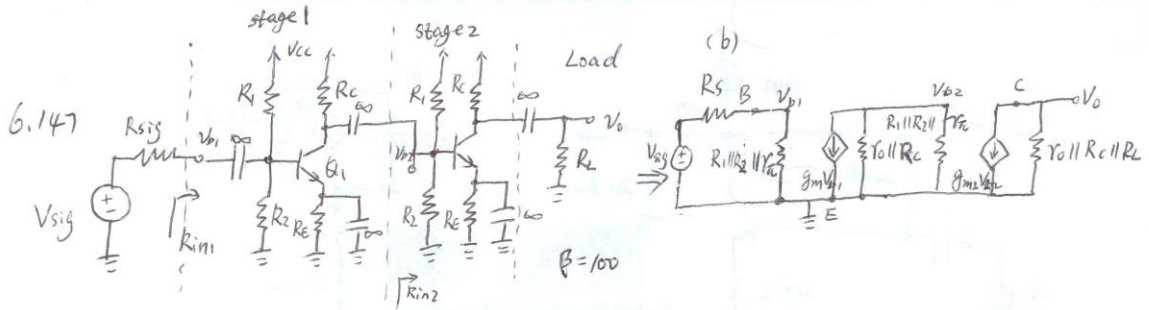 6.147
stage 1
stage 2
Load
(b)
Vcc
R1
Rc
∞
Rsig
Vb1
∞
Q1
Vsig
Rin1
R2
RE
∞
R1
Rc
∞
Vb2
R2
RE
∞
Rin2
Vo
RL
β=100
⇒
Rs
B
Vb1
Vsig
R1||R2||rπ
gmVb1
E
ro||Rc
Vb2
R1||R2||rπ
C
Vo
gm2Vb2
ro||Rc||RL